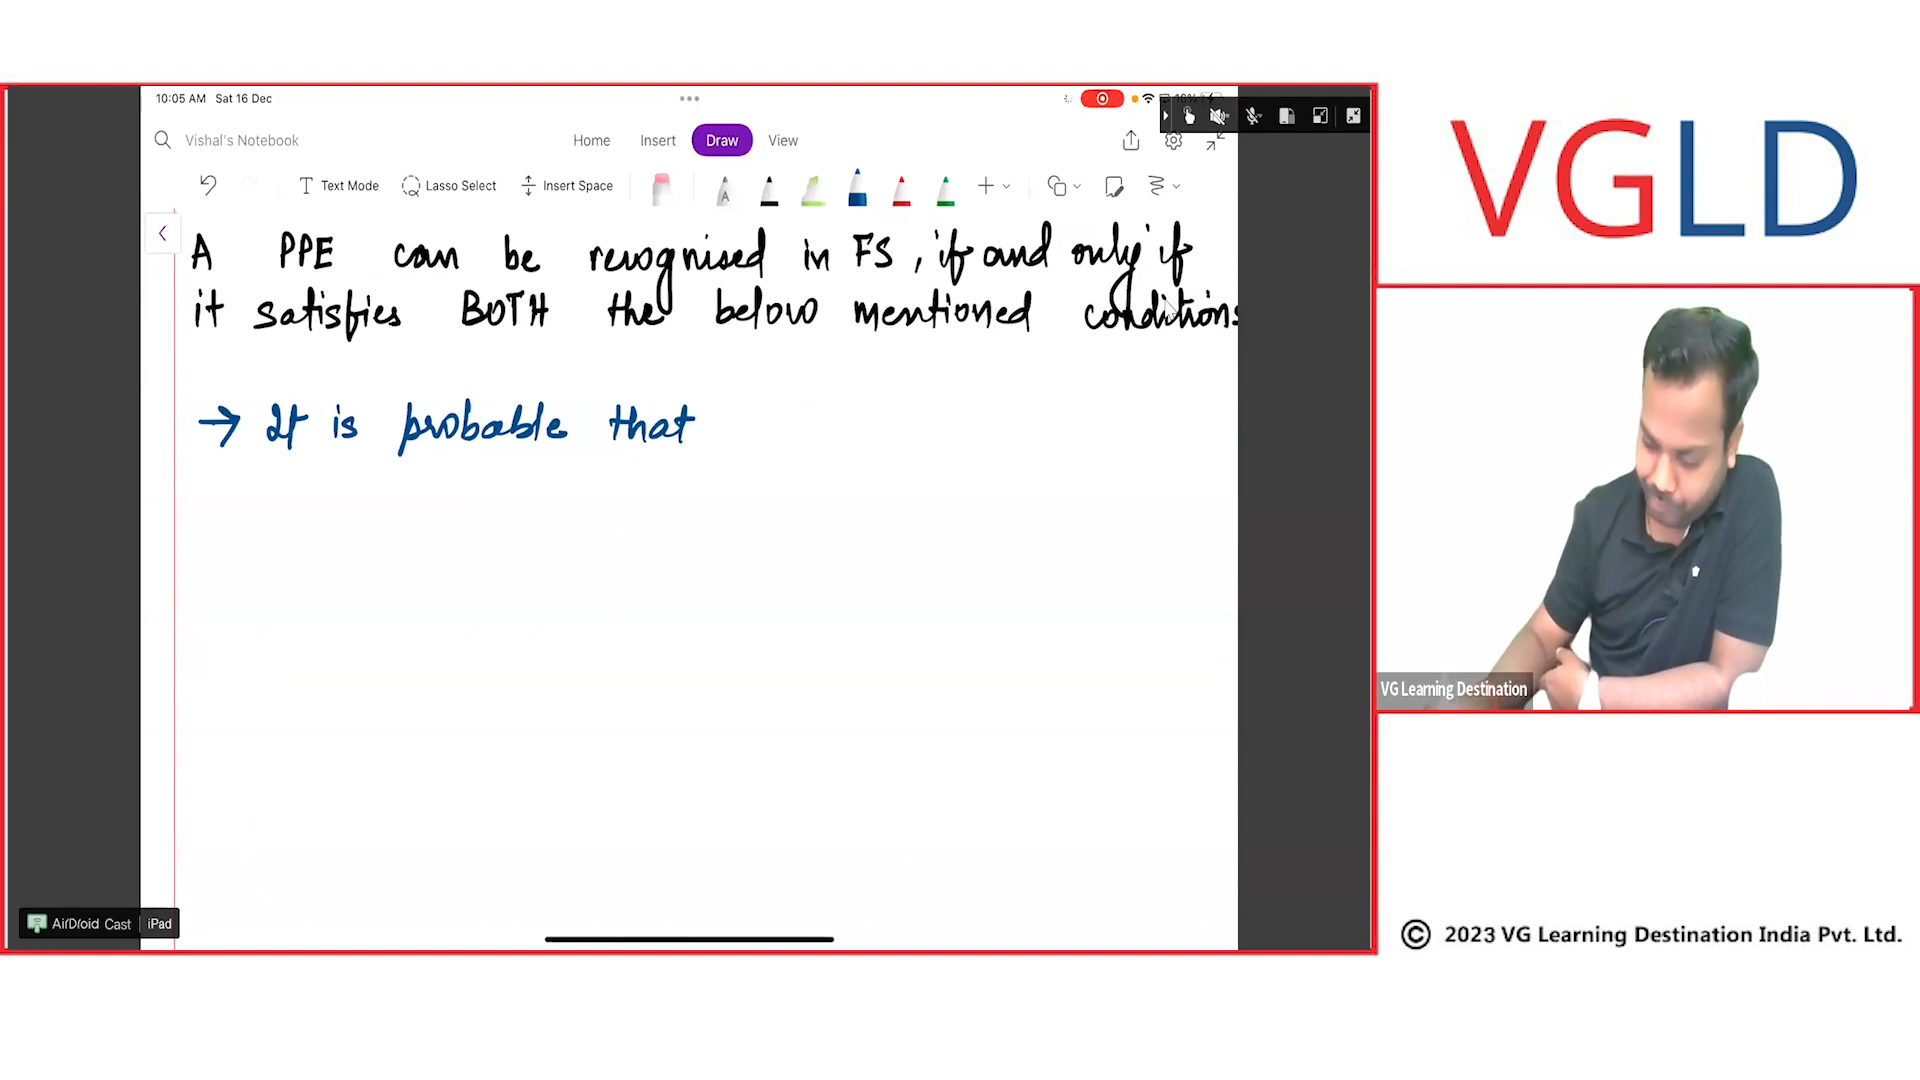 10:05 AM Sat 16 Dec
16%
Vishal's Notebook
Home Insert Draw View
Text Mode Lasso Select Insert Space
A
A PPE can be recognised in FS, if and only if
it satisfies BOTH the below mentioned conditions
→ It is probable that
AirDroid Cast iPad
VGLD
VG Learning Destination
© 2023 VG Learning Destination India Pvt. Ltd.